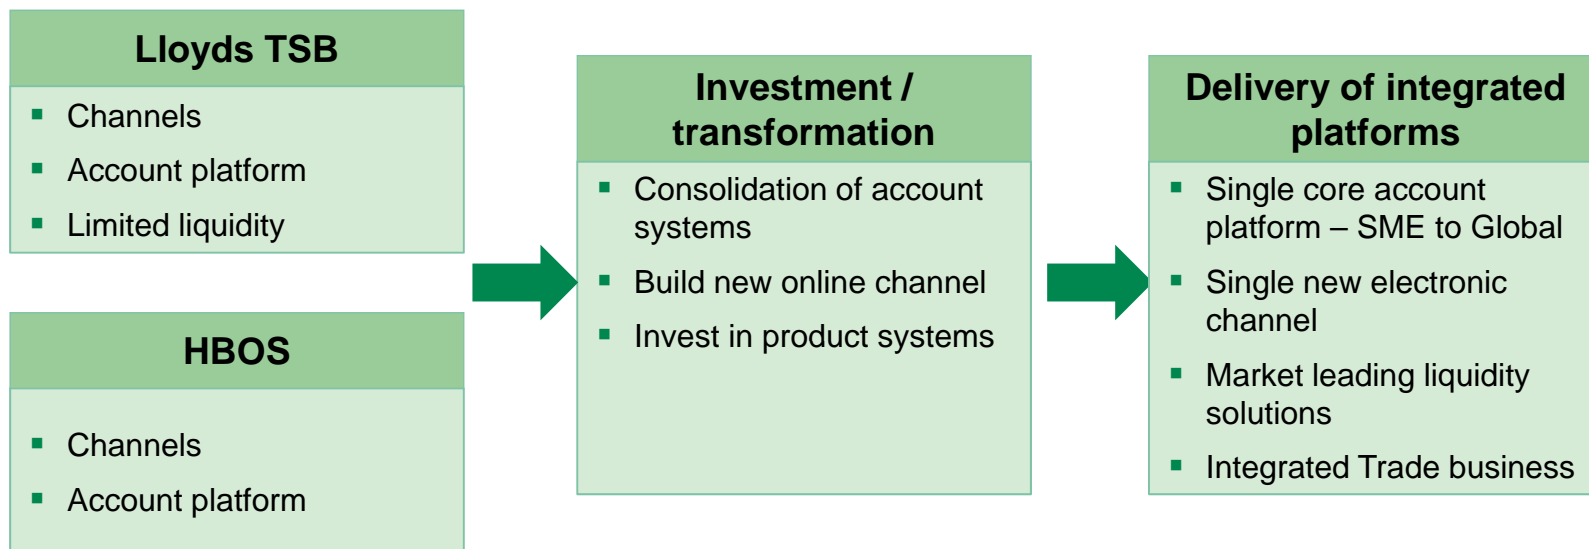 Lloyds TSB
▪ Channels
▪ Account platform
▪ Limited liquidity
HBOS
▪ Channels
▪ Account platform
Investment /
transformation
▪ Consolidation of account
systems
▪ Build new online channel
▪ Invest in product systems
Delivery of integrated
platforms
▪ Single core account
platform – SME to Global
▪ Single new electronic
channel
▪ Market leading liquidity
solutions
▪ Integrated Trade business